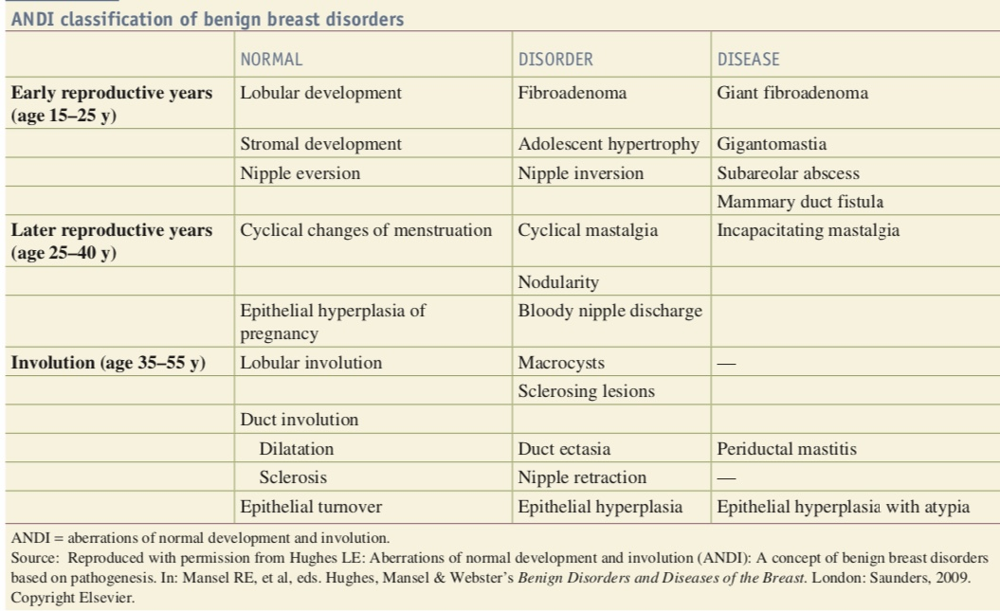 ANDI classification of benign breast disorders
NORMAL DISORDER DISEASE
Early reproductive years Lobular development Fibroadenoma Giant fibroadenoma
(age 15–25 y)
Stromal development Adolescent hypertrophy Gigantomastia
Nipple eversion Nipple inversion Subareolar abscess
Mammary duct fistula
Later reproductive years Cyclical changes of menstruation Cyclical mastalgia Incapacitating mastalgia
(age 25–40 y)
Nodularity
Epithelial hyperplasia of Bloody nipple discharge
pregnancy
Involution (age 35–55 y) Lobular involution Macrocysts —
Sclerosing lesions
Duct involution
Dilatation Duct ectasia Periductal mastitis
Sclerosis Nipple retraction —
Epithelial turnover Epithelial hyperplasia Epithelial hyperplasia with atypia
ANDI = aberrations of normal development and involution.
Source: Reproduced with permission from Hughes LE: Aberrations of normal development and involution (ANDI): A concept of benign breast disorders
based on pathogenesis. In: Mansel RE, et al, eds. Hughes, Mansel & Webster's Benign Disorders and Diseases of the Breast. London: Saunders, 2009.
Copyright Elsevier.